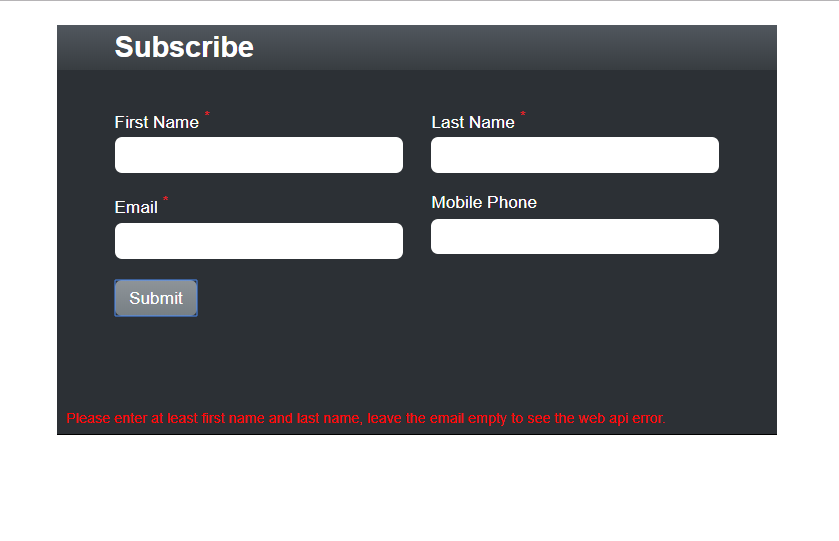 Subscribe
First Name *
Last Name *
Email *
Mobile Phone
Submit
Please enter at least first name and last name, leave the email empty to see the web api error.